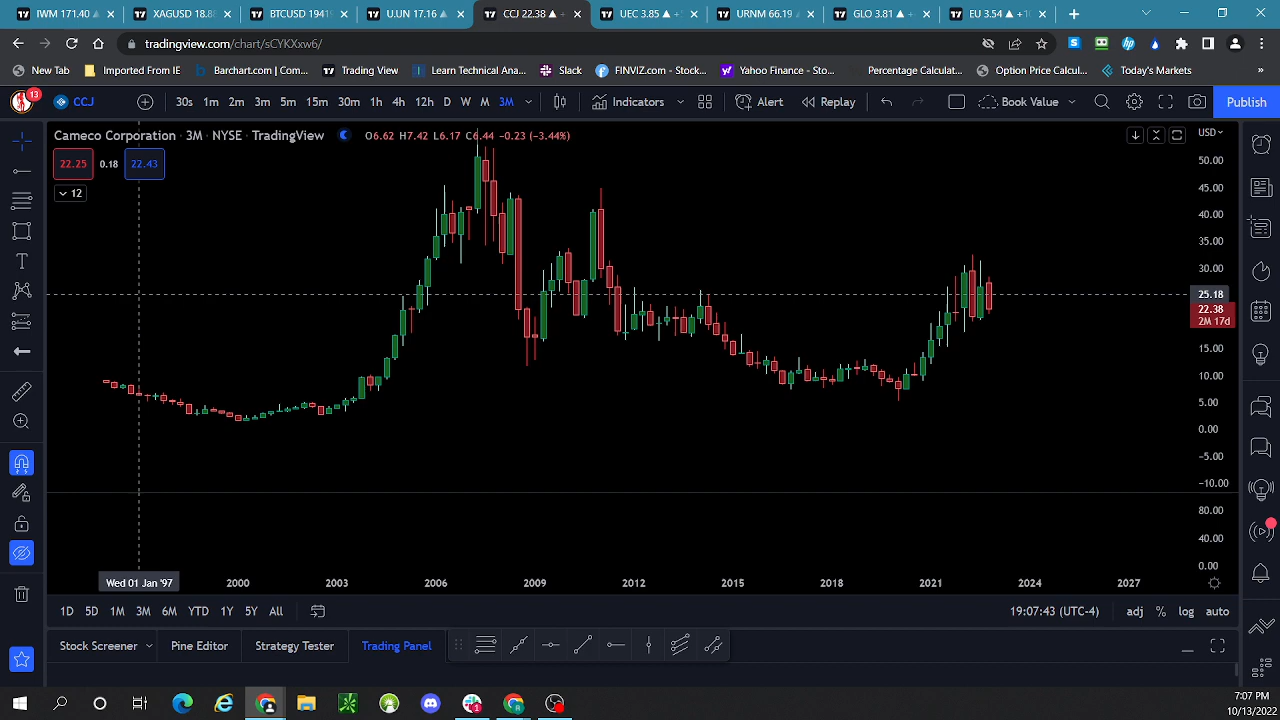 IWM 171.40 XAGUSD 18.88 BTCUSD 19419 U.UN 17.16 ▲ CCJ 22.38 ▲ + UEC 3.85 ▲ + URNM 66.19 GLO 3.81 ▲ + EU 3.54 ▲ +1
tradingview.com/chart/sCYKXxw6/
New Tab Imported From IE Barchart.com | Com... Trading View Learn Technical Ana... Slack FINVIZ.com - Stock... Yahoo Finance - Sto... Percentage Calculat... Option Price Calcul... Today's Markets »
13 CCJ 30s 1m 2m 3m 5m 15m 30m 1h 4h 12h D W M 3M Indicators Alert Replay Book Value Publish
Cameco Corporation · 3M · NYSE · TradingView O6.62 H7.42 L6.17 C6.44 -0.23 (-3.44%) USD
22.25 0.18 22.43
12
50.00
45.00
40.00
35.00
30.00
25.18
22.38
2M 17d
15.00
10.00
5.00
0.00
-5.00
-10.00
80.00
40.00
0.00
Wed 01 Jan '97 2000 2003 2006 2009 2012 2015 2018 2021 2024 2027
1D 5D 1M 3M 6M YTD 1Y 5Y All 19:07:43 (UTC-4) adj % log auto
Stock Screener Pine Editor Strategy Tester Trading Panel
7:07 PM
10/13/2022